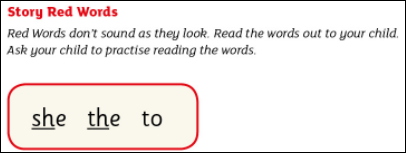 Story Red Words
Red Words don't sound as they look. Read the words out to your child.
Ask your child to practise reading the words.
she the to